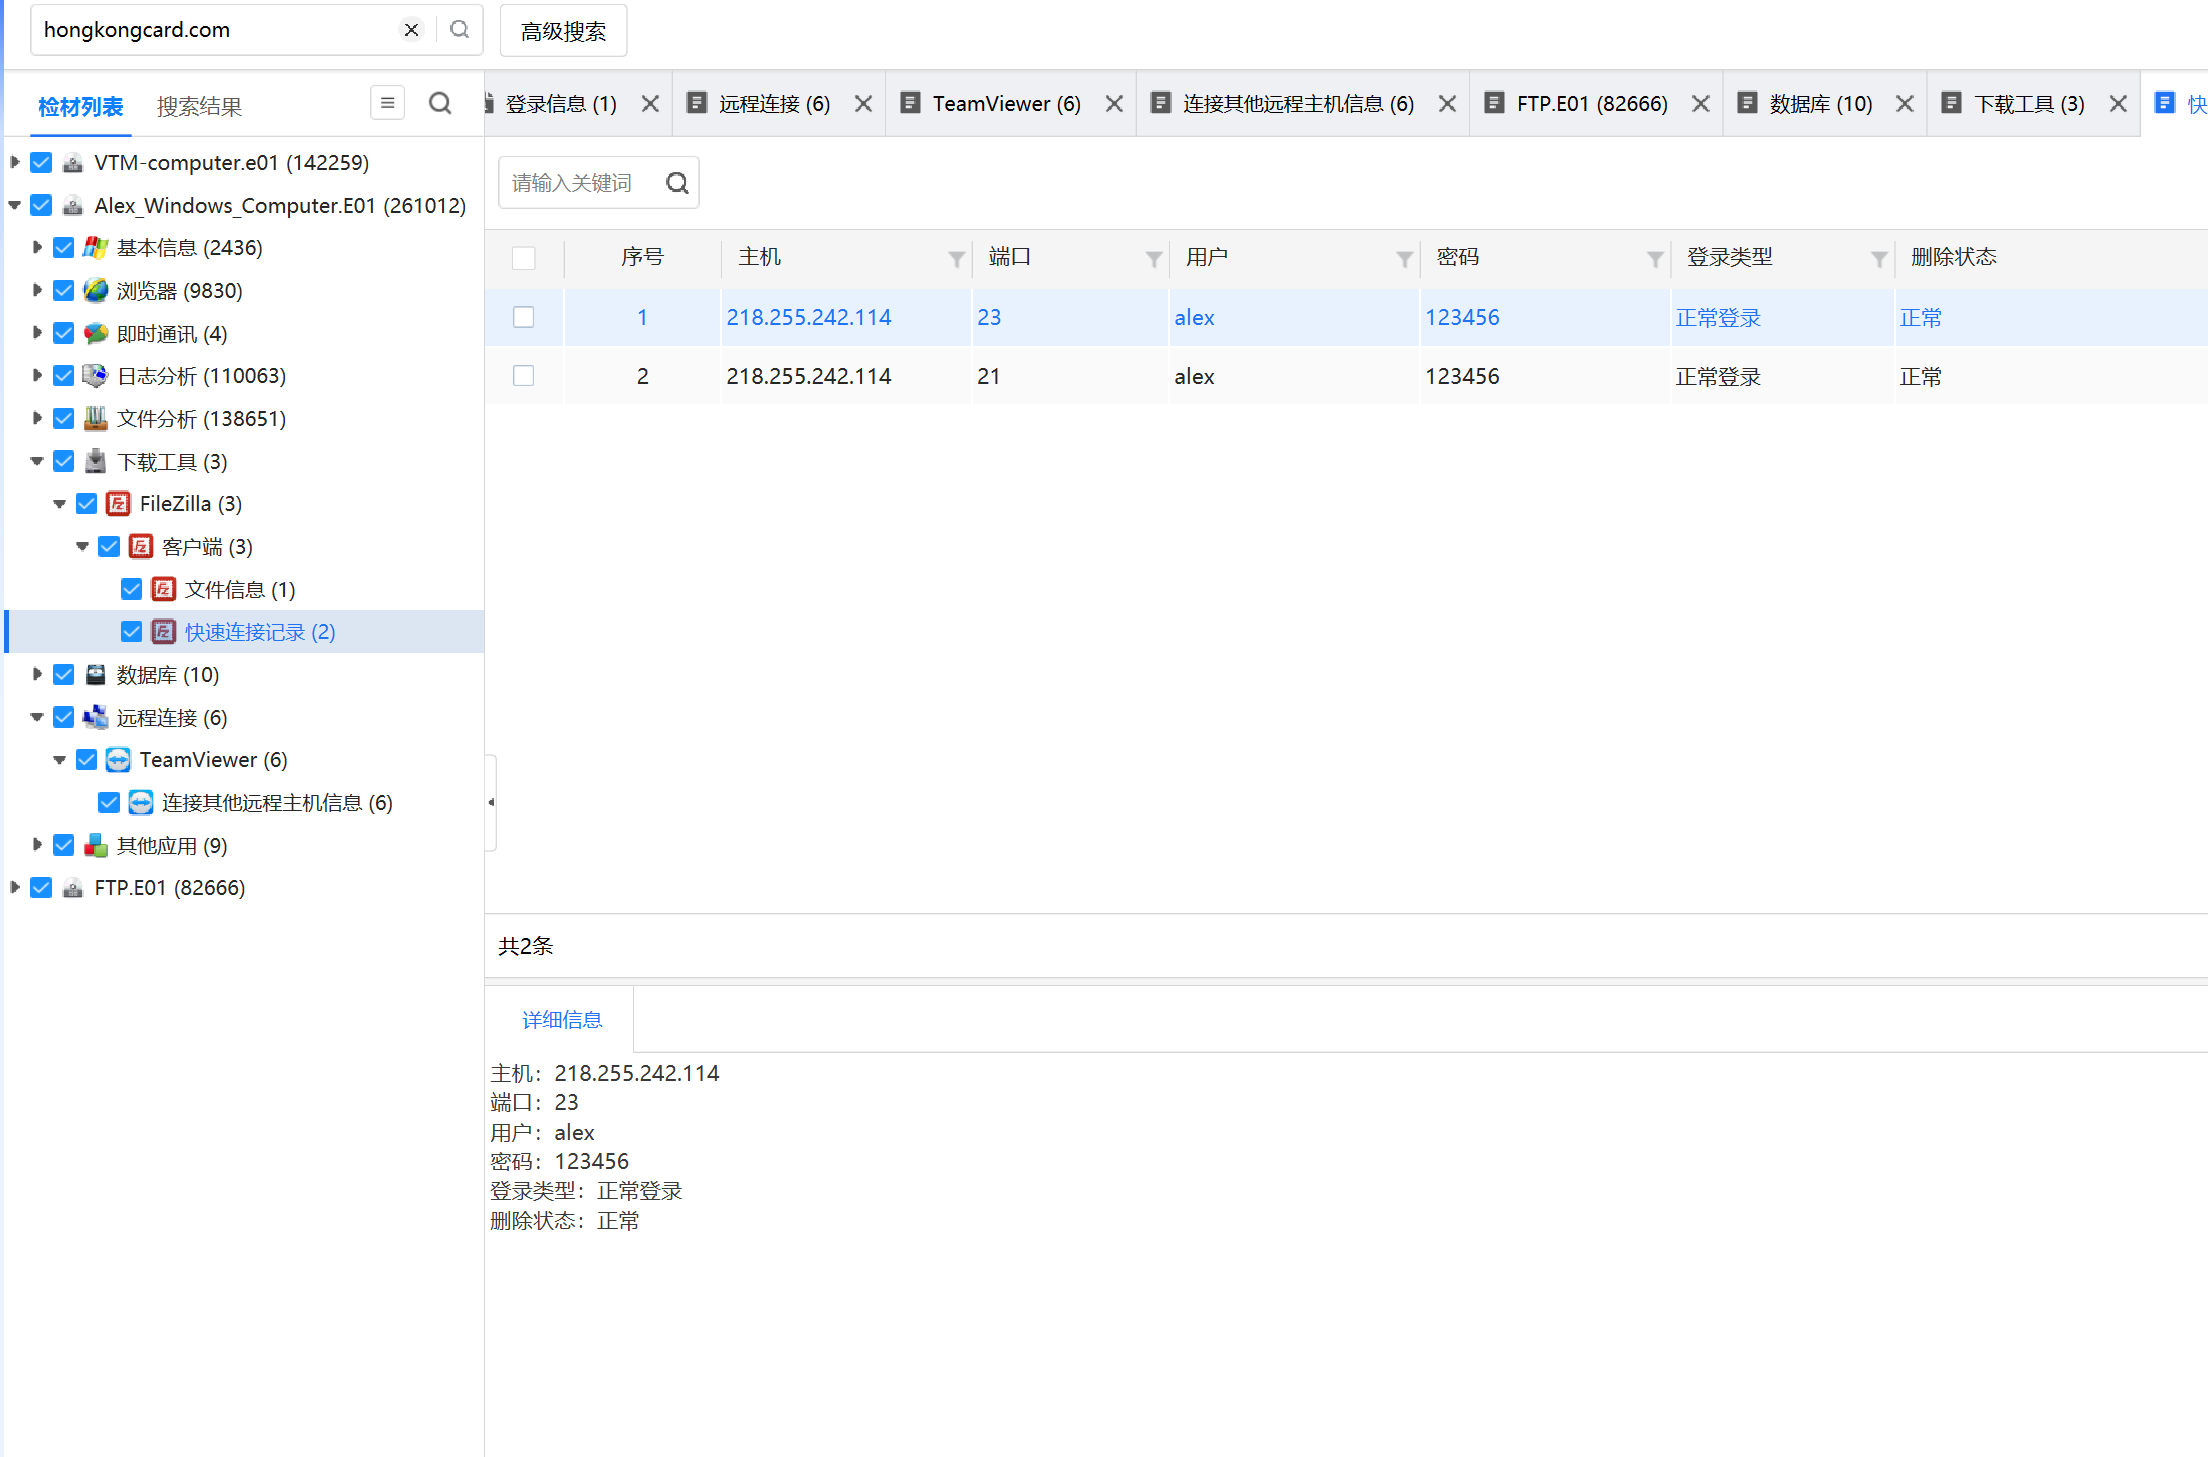 hongkongcard.com
高级搜索
检材列表 搜索结果
登录信息 (1) 远程连接 (6) TeamViewer (6) 连接其他远程主机信息 (6) FTP.E01 (82666) 数据库 (10) 下载工具 (3) 快
VTM-computer.e01 (142259)
Alex_Windows_Computer.E01 (261012)
基本信息 (2436)
浏览器 (9830)
即时通讯 (4)
日志分析 (110063)
文件分析 (138651)
下载工具 (3)
FileZilla (3)
客户端 (3)
文件信息 (1)
快速连接记录 (2)
数据库 (10)
远程连接 (6)
TeamViewer (6)
连接其他远程主机信息 (6)
其他应用 (9)
FTP.E01 (82666)
请输入关键词
序号 主机 端口 用户 密码 登录类型 删除状态
1 218.255.242.114 23 alex 123456 正常登录 正常
2 218.255.242.114 21 alex 123456 正常登录 正常
共2条
详细信息
主机：218.255.242.114
端口：23
用户：alex
密码：123456
登录类型：正常登录
删除状态：正常